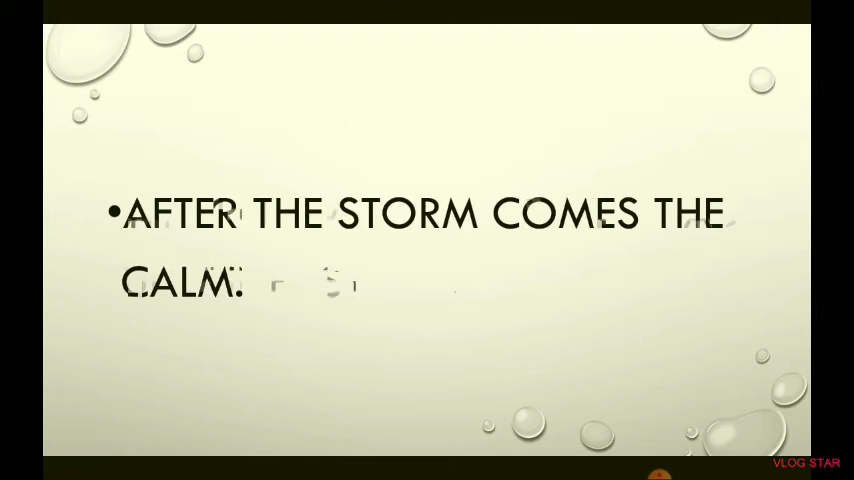 •AFTER THE STORM COMES THE
CALM.
VLOG STAR